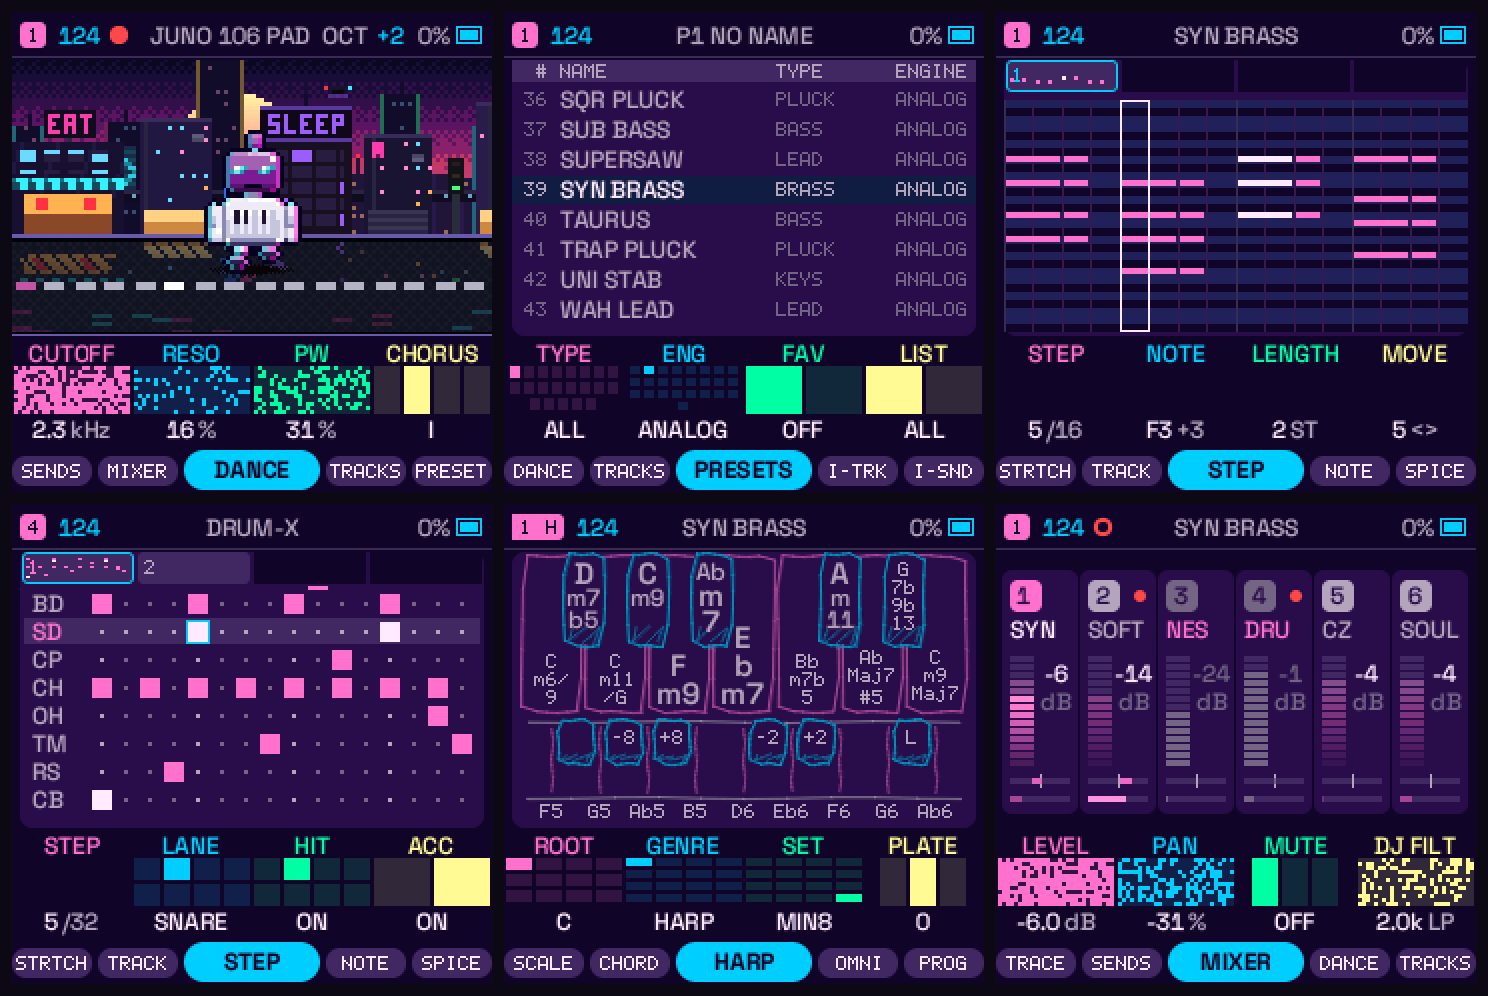 1 124 JUNO 106 PAD OCT +2 0%
EAT
SLEEP
CUTOFF RESO PW CHORUS
2.3 kHz 16 % 31 % I
SENDS MIXER DANCE TRACKS PRESET
1 124 P1 NO NAME 0%
# NAME TYPE ENGINE
36 SQR PLUCK PLUCK ANALOG
37 SUB BASS BASS ANALOG
38 SUPERSAW LEAD ANALOG
39 SYN BRASS BRASS ANALOG
40 TAURUS BASS ANALOG
41 TRAP PLUCK PLUCK ANALOG
42 UNI STAB KEYS ANALOG
43 WAH LEAD LEAD ANALOG
TYPE ENG FAV LIST
ALL ANALOG OFF ALL
DANCE TRACKS PRESETS I-TRK I-SND
1 124 SYN BRASS 0%
1
STEP NOTE LENGTH MOVE
5 /16 F3 +3 2 ST 5 <>
STRTCH TRACK STEP NOTE SPICE
4 124 DRUM-X 0%
1 2
BD
SD
CP
CH
OH
TM
RS
CB
STEP LANE HIT ACC
5 /32 SNARE ON ON
STRTCH TRACK STEP NOTE SPICE
1 H 124 SYN BRASS 0%
D m7 b5
C m9
Ab m 7
A m 11
G 7b 9b 13
C m6/ 9
C m11 /G
F m9
E b m7
Bb m7b 5
Ab Maj7 #5
C m9 Maj7
-8 +8 -2 +2 L
F5 G5 Ab5 B5 D6 Eb6 F6 G6 Ab6
ROOT GENRE SET PLATE
C HARP MIN8 0
SCALE CHORD HARP OMNI PROG
1 124 SYN BRASS 0%
1 2 3 4 5 6
SYN SOFT NES DRU CZ SOUL
-6 -14 -24 -1 -4 -4
dB dB dB dB dB dB
LEVEL PAN MUTE DJ FILT
-6.0 dB -31 % OFF 2.0k LP
TRACE SENDS MIXER DANCE TRACKS